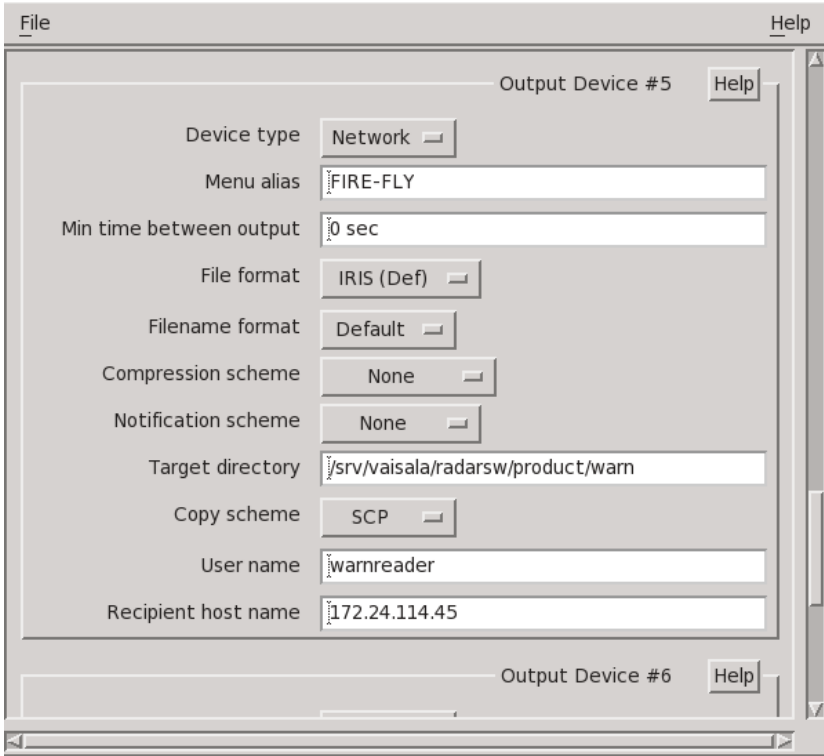 File Help
Output Device #5 Help
Device type Network
Menu alias FIRE-FLY
Min time between output 0 sec
File format IRIS (Def)
Filename format Default
Compression scheme None
Notification scheme None
Target directory /srv/vaisala/radarsw/product/warn
Copy scheme SCP
User name warnreader
Recipient host name 172.24.114.45
Output Device #6 Help